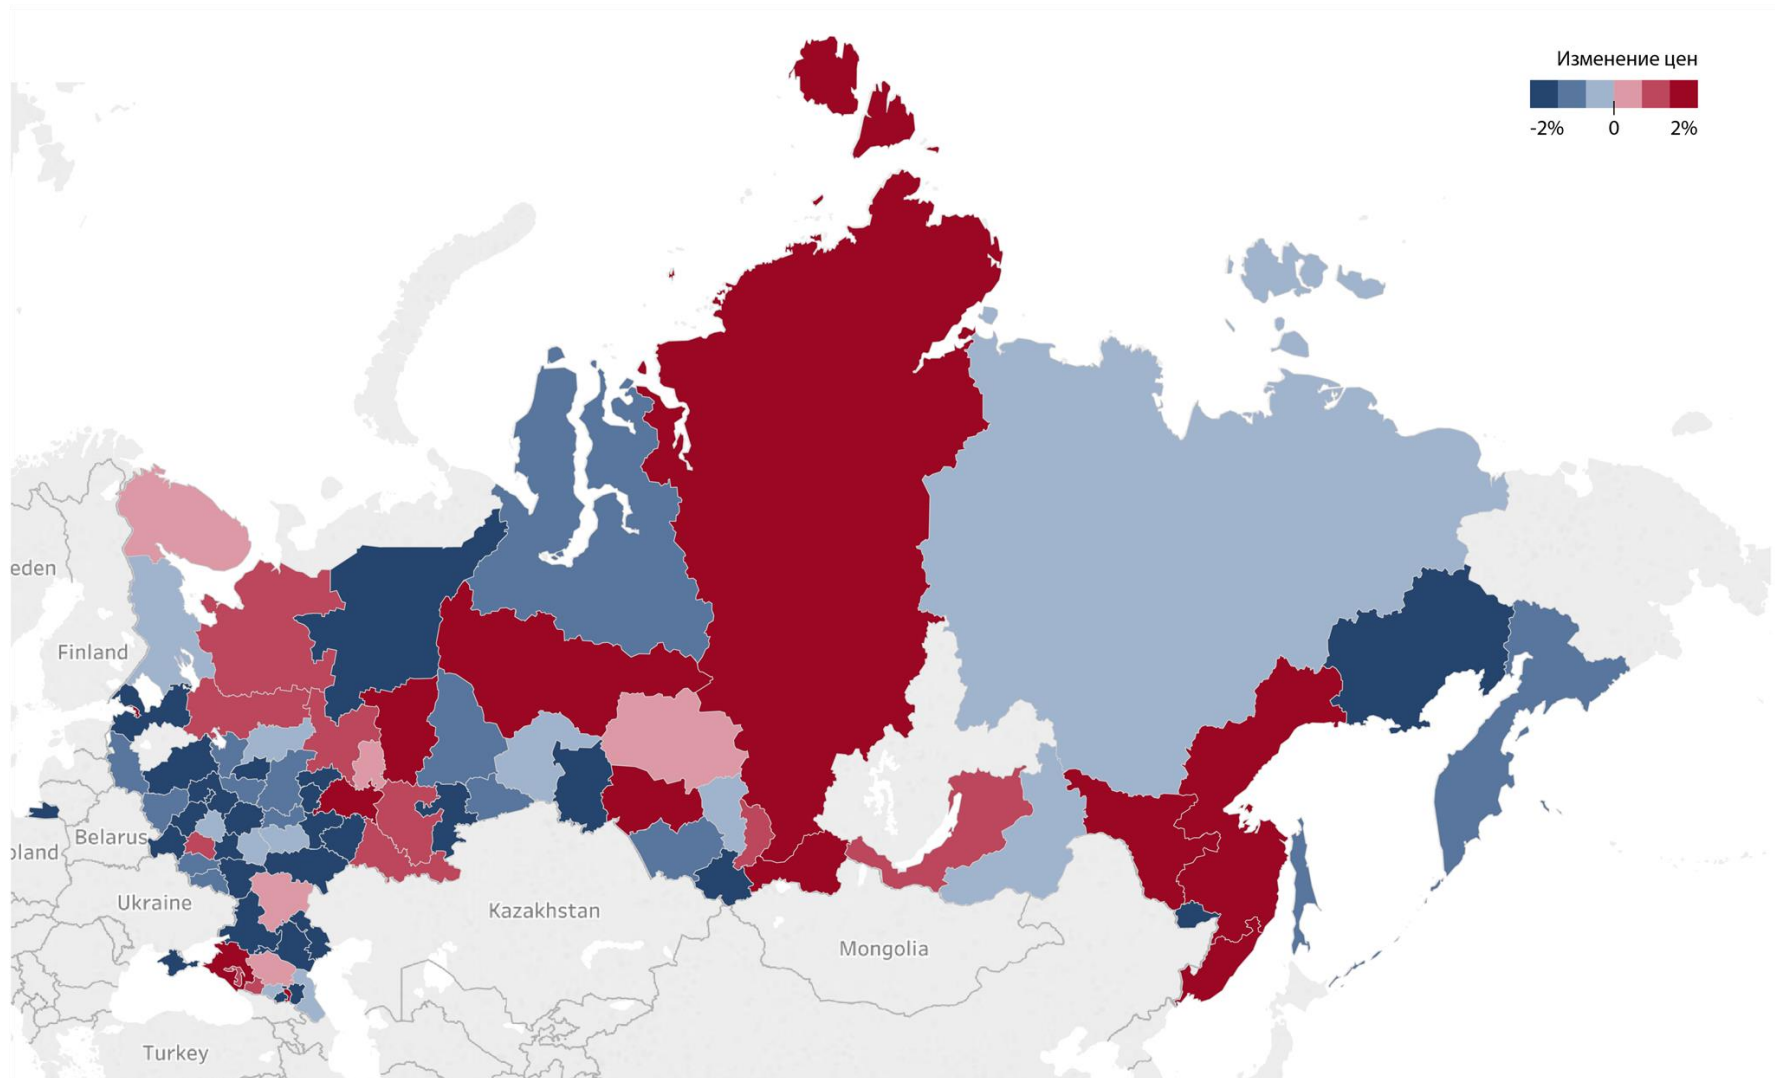 Изменение цен
-2% 0 2%
eden
Finland
Belarus
oland
Ukraine
Kazakhstan
Mongolia
Turkey